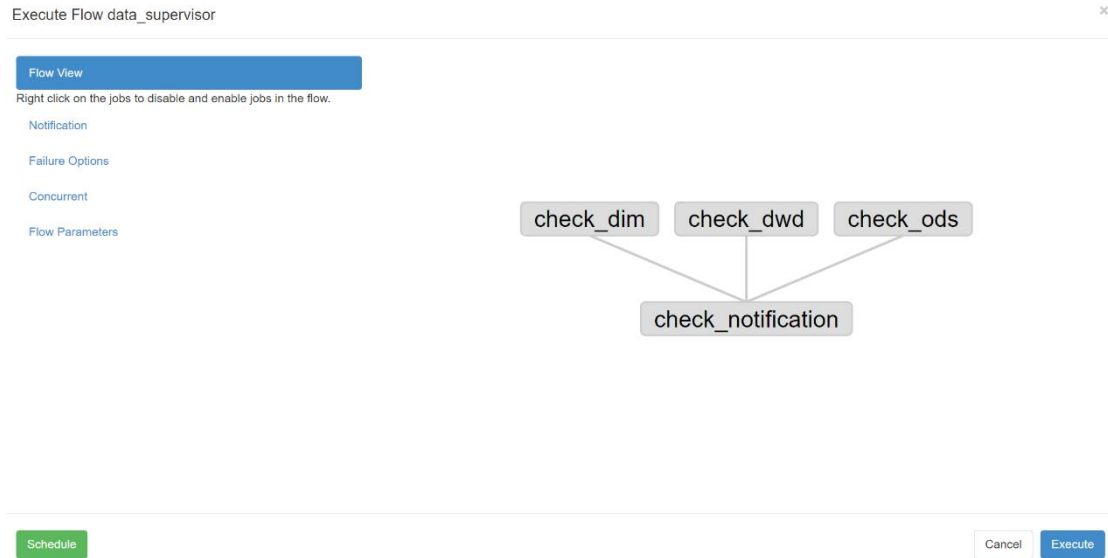 Execute Flow data_supervisor
×
Flow View
Right click on the jobs to disable and enable jobs in the flow.
Notification
Failure Options
Concurrent
Flow Parameters
check_dim check_dwd check_ods
check_notification
Schedule
Cancel Execute